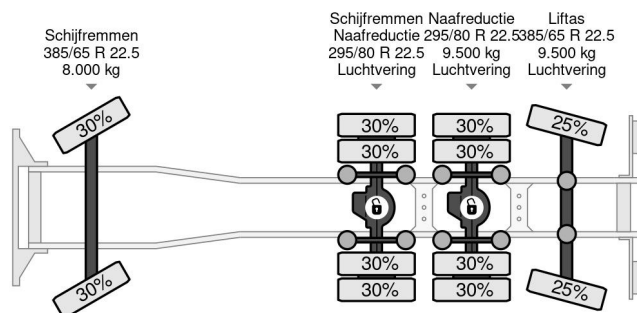 Schijfremmen
385/65 R 22.5
8.000 kg
Schijfremmen
Naafreductie
295/80 R 22.5
Luchtvering
Naafreductie
295/80 R 22.5
9.500 kg
Luchtvering
Liftas
385/65 R 22.5
9.500 kg
Luchtvering
30%
30%
30%
25%
30%
30%
30%
30%
30%
30%
30%
25%